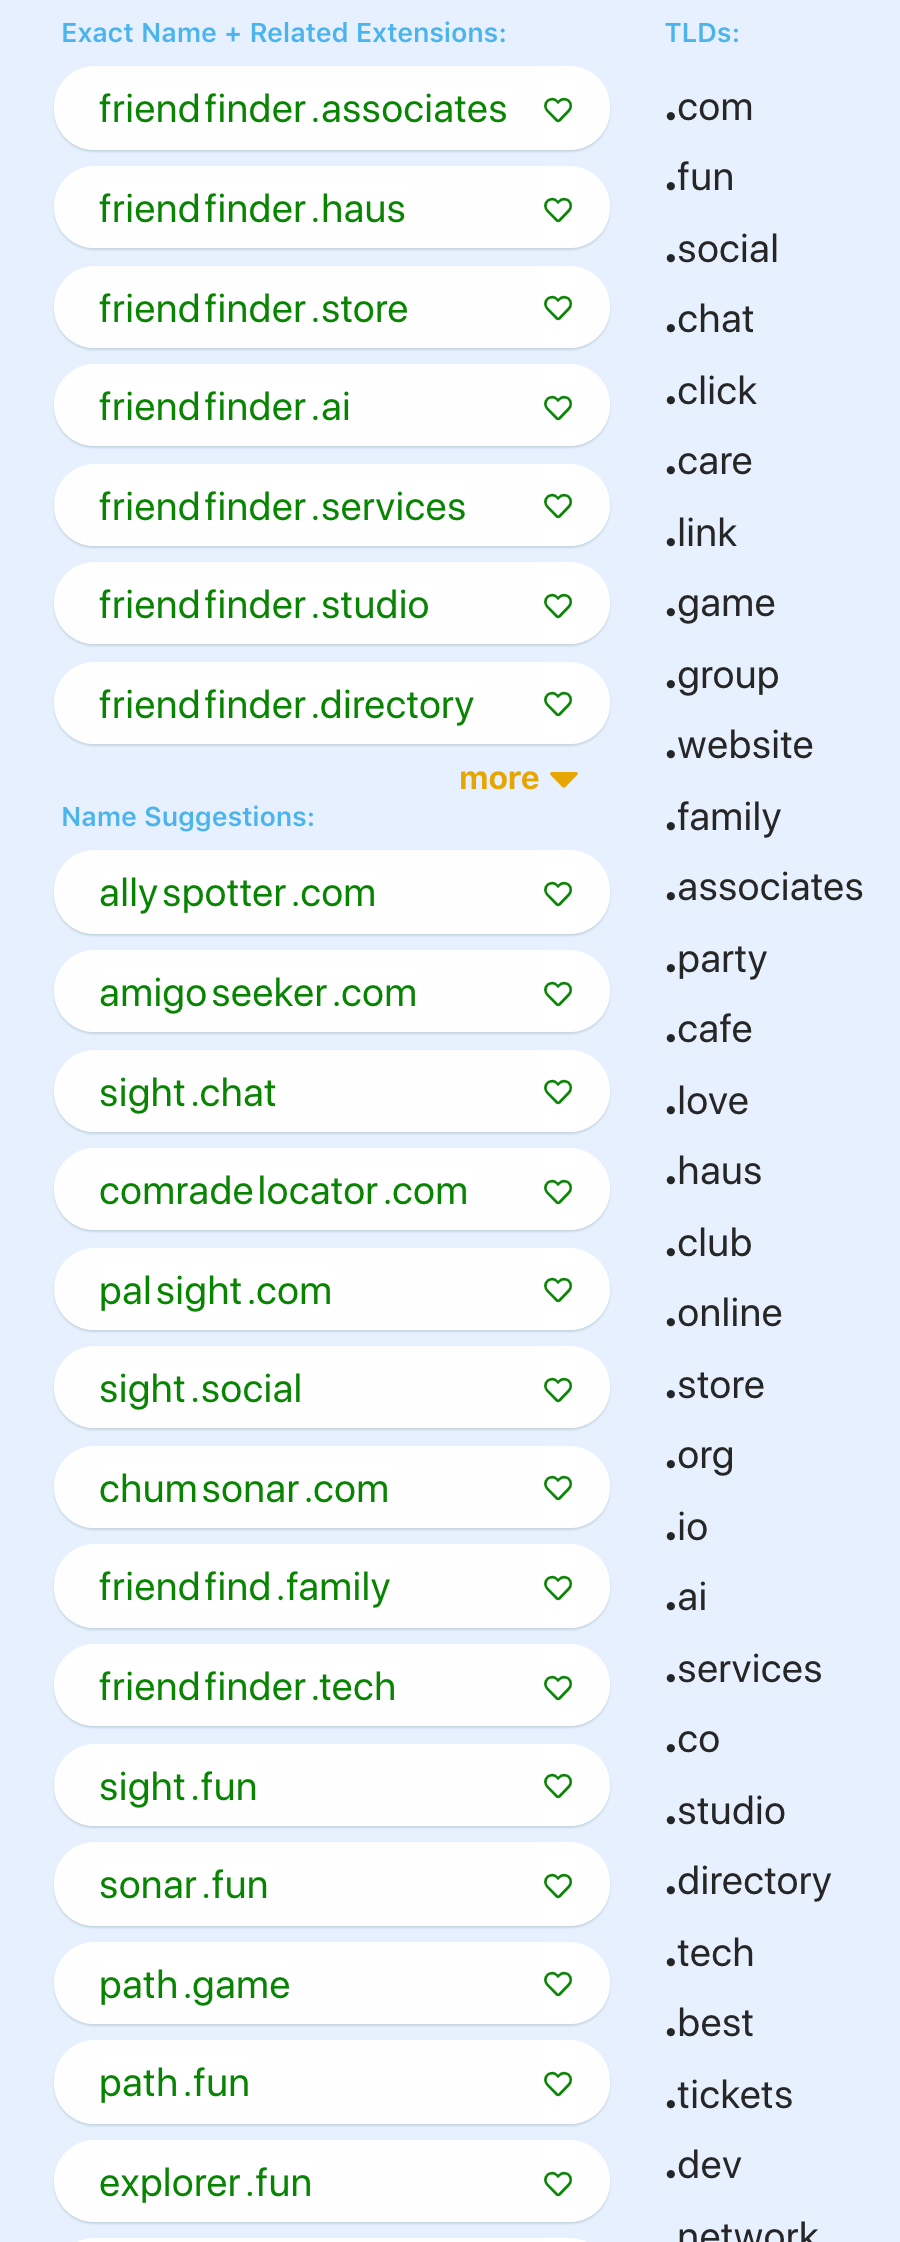 Exact Name + Related Extensions:
friendfinder.associates
friendfinder.haus
friendfinder.store
friendfinder.ai
friendfinder.services
friendfinder.studio
friendfinder.directory
more
Name Suggestions:
allyspotter.com
amigoseeker.com
sight.chat
comradelocator.com
palsight.com
sight.social
chumsonar.com
friendfind.family
friendfinder.tech
sight.fun
sonar.fun
path.game
path.fun
explorer.fun
TLDs:
.com
.fun
.social
.chat
.click
.care
.link
.game
.group
.website
.family
.associates
.party
.cafe
.love
.haus
.club
.online
.store
.org
.io
.ai
.services
.co
.studio
.directory
.tech
.best
.tickets
.dev
.network